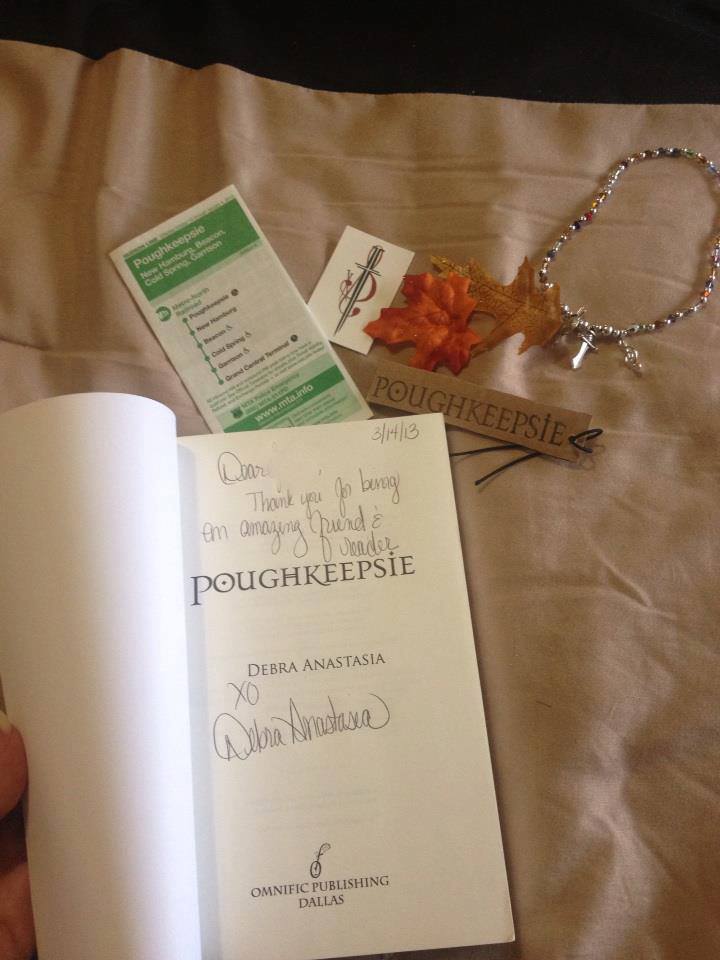 Poughkeepsie
New Hamburg, Beacon,
Cold Spring, Garrison
Metro-North
Railroad
Poughkeepsie
New Hamburg
Beacon
Cold Spring
Garrison
Grand Central Terminal
www.mta.info
POUGHKEEPSIE
3/14/13
Dear
Thank you for being
an amazing friend &
reader
POUGHKEEPSIE
DEBRA ANASTASIA
XO
Debra Anastasia
OMNIFIC PUBLISHING
DALLAS